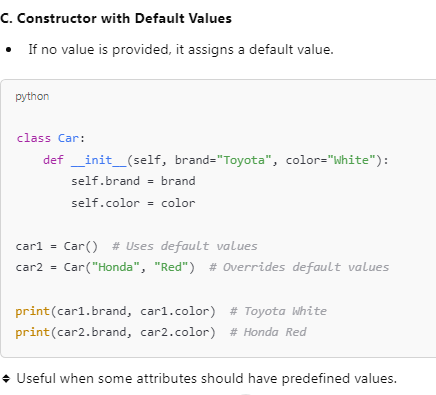 C. Constructor with Default Values
• If no value is provided, it assigns a default value.
python
class Car:
    def __init__(self, brand="Toyota", color="White"):
        self.brand = brand
        self.color = color
car1 = Car()  # Uses default values
car2 = Car("Honda", "Red")  # Overrides default values
print(car1.brand, car1.color)  # Toyota White
print(car2.brand, car2.color)  # Honda Red
Useful when some attributes should have predefined values.